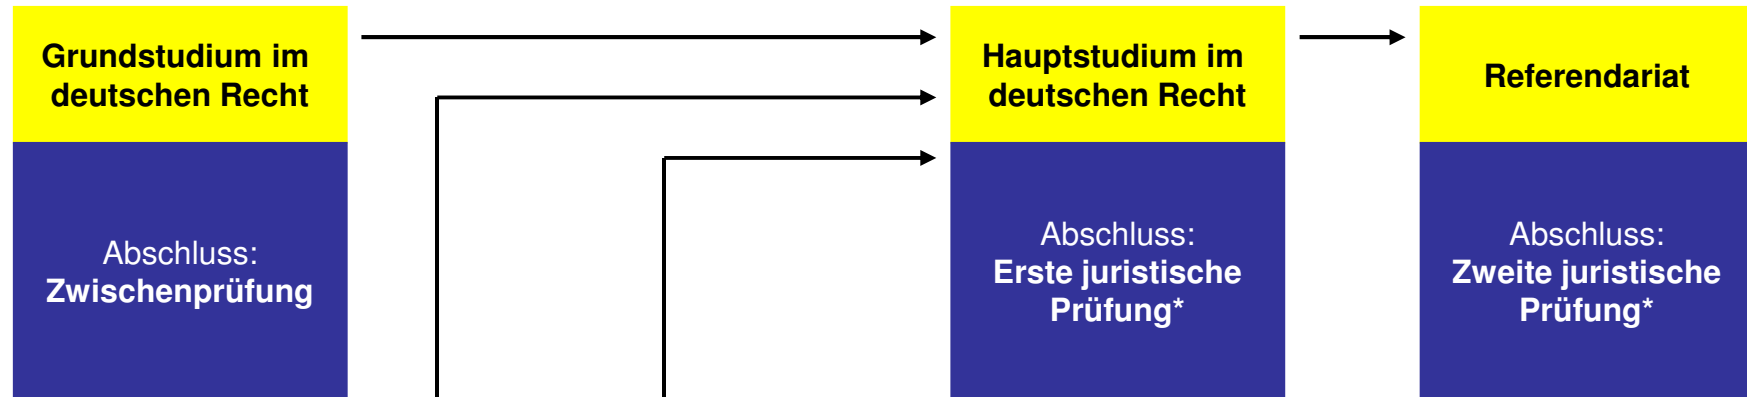 Grundstudium im
deutschen Recht
Abschluss:
Zwischenprüfung
Hauptstudium im
deutschen Recht
Abschluss:
Erste juristische
Prüfung*
Referendariat
Abschluss:
Zweite juristische
Prüfung*